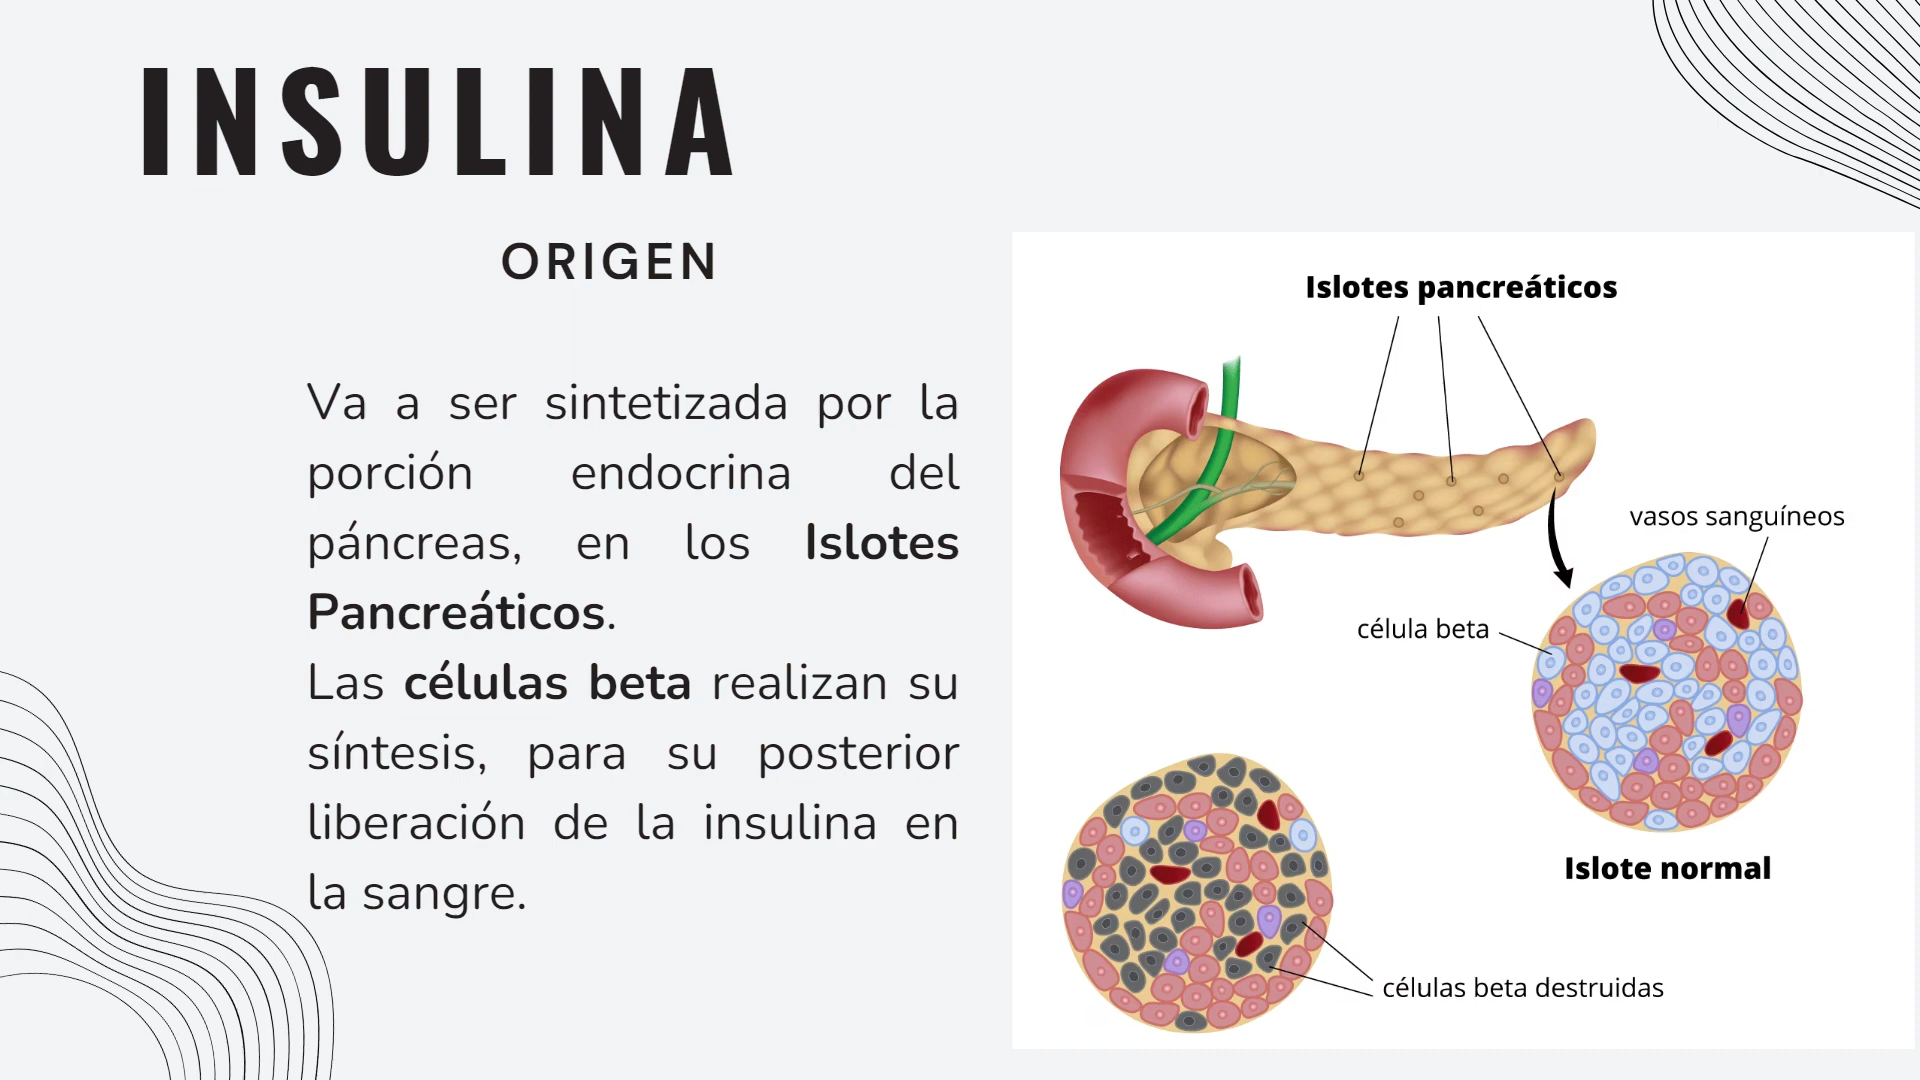 INSULINA
ORIGEN
Va a ser sintetizada por la
porción endocrina del
páncreas, en los Islotes
Pancreáticos.
Las células beta realizan su
síntesis, para su posterior
liberación de la insulina en
la sangre.
Islotes pancreáticos
vasos sanguíneos
célula beta
Islote normal
células beta destruidas